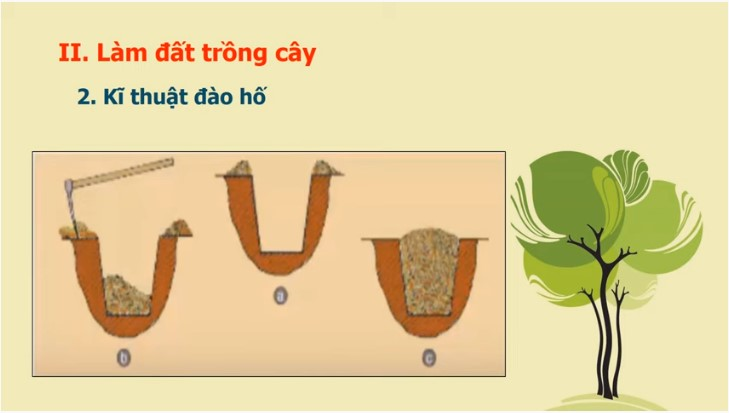 II. Làm đất trồng cây
2. Kĩ thuật đào hố
a
b
c